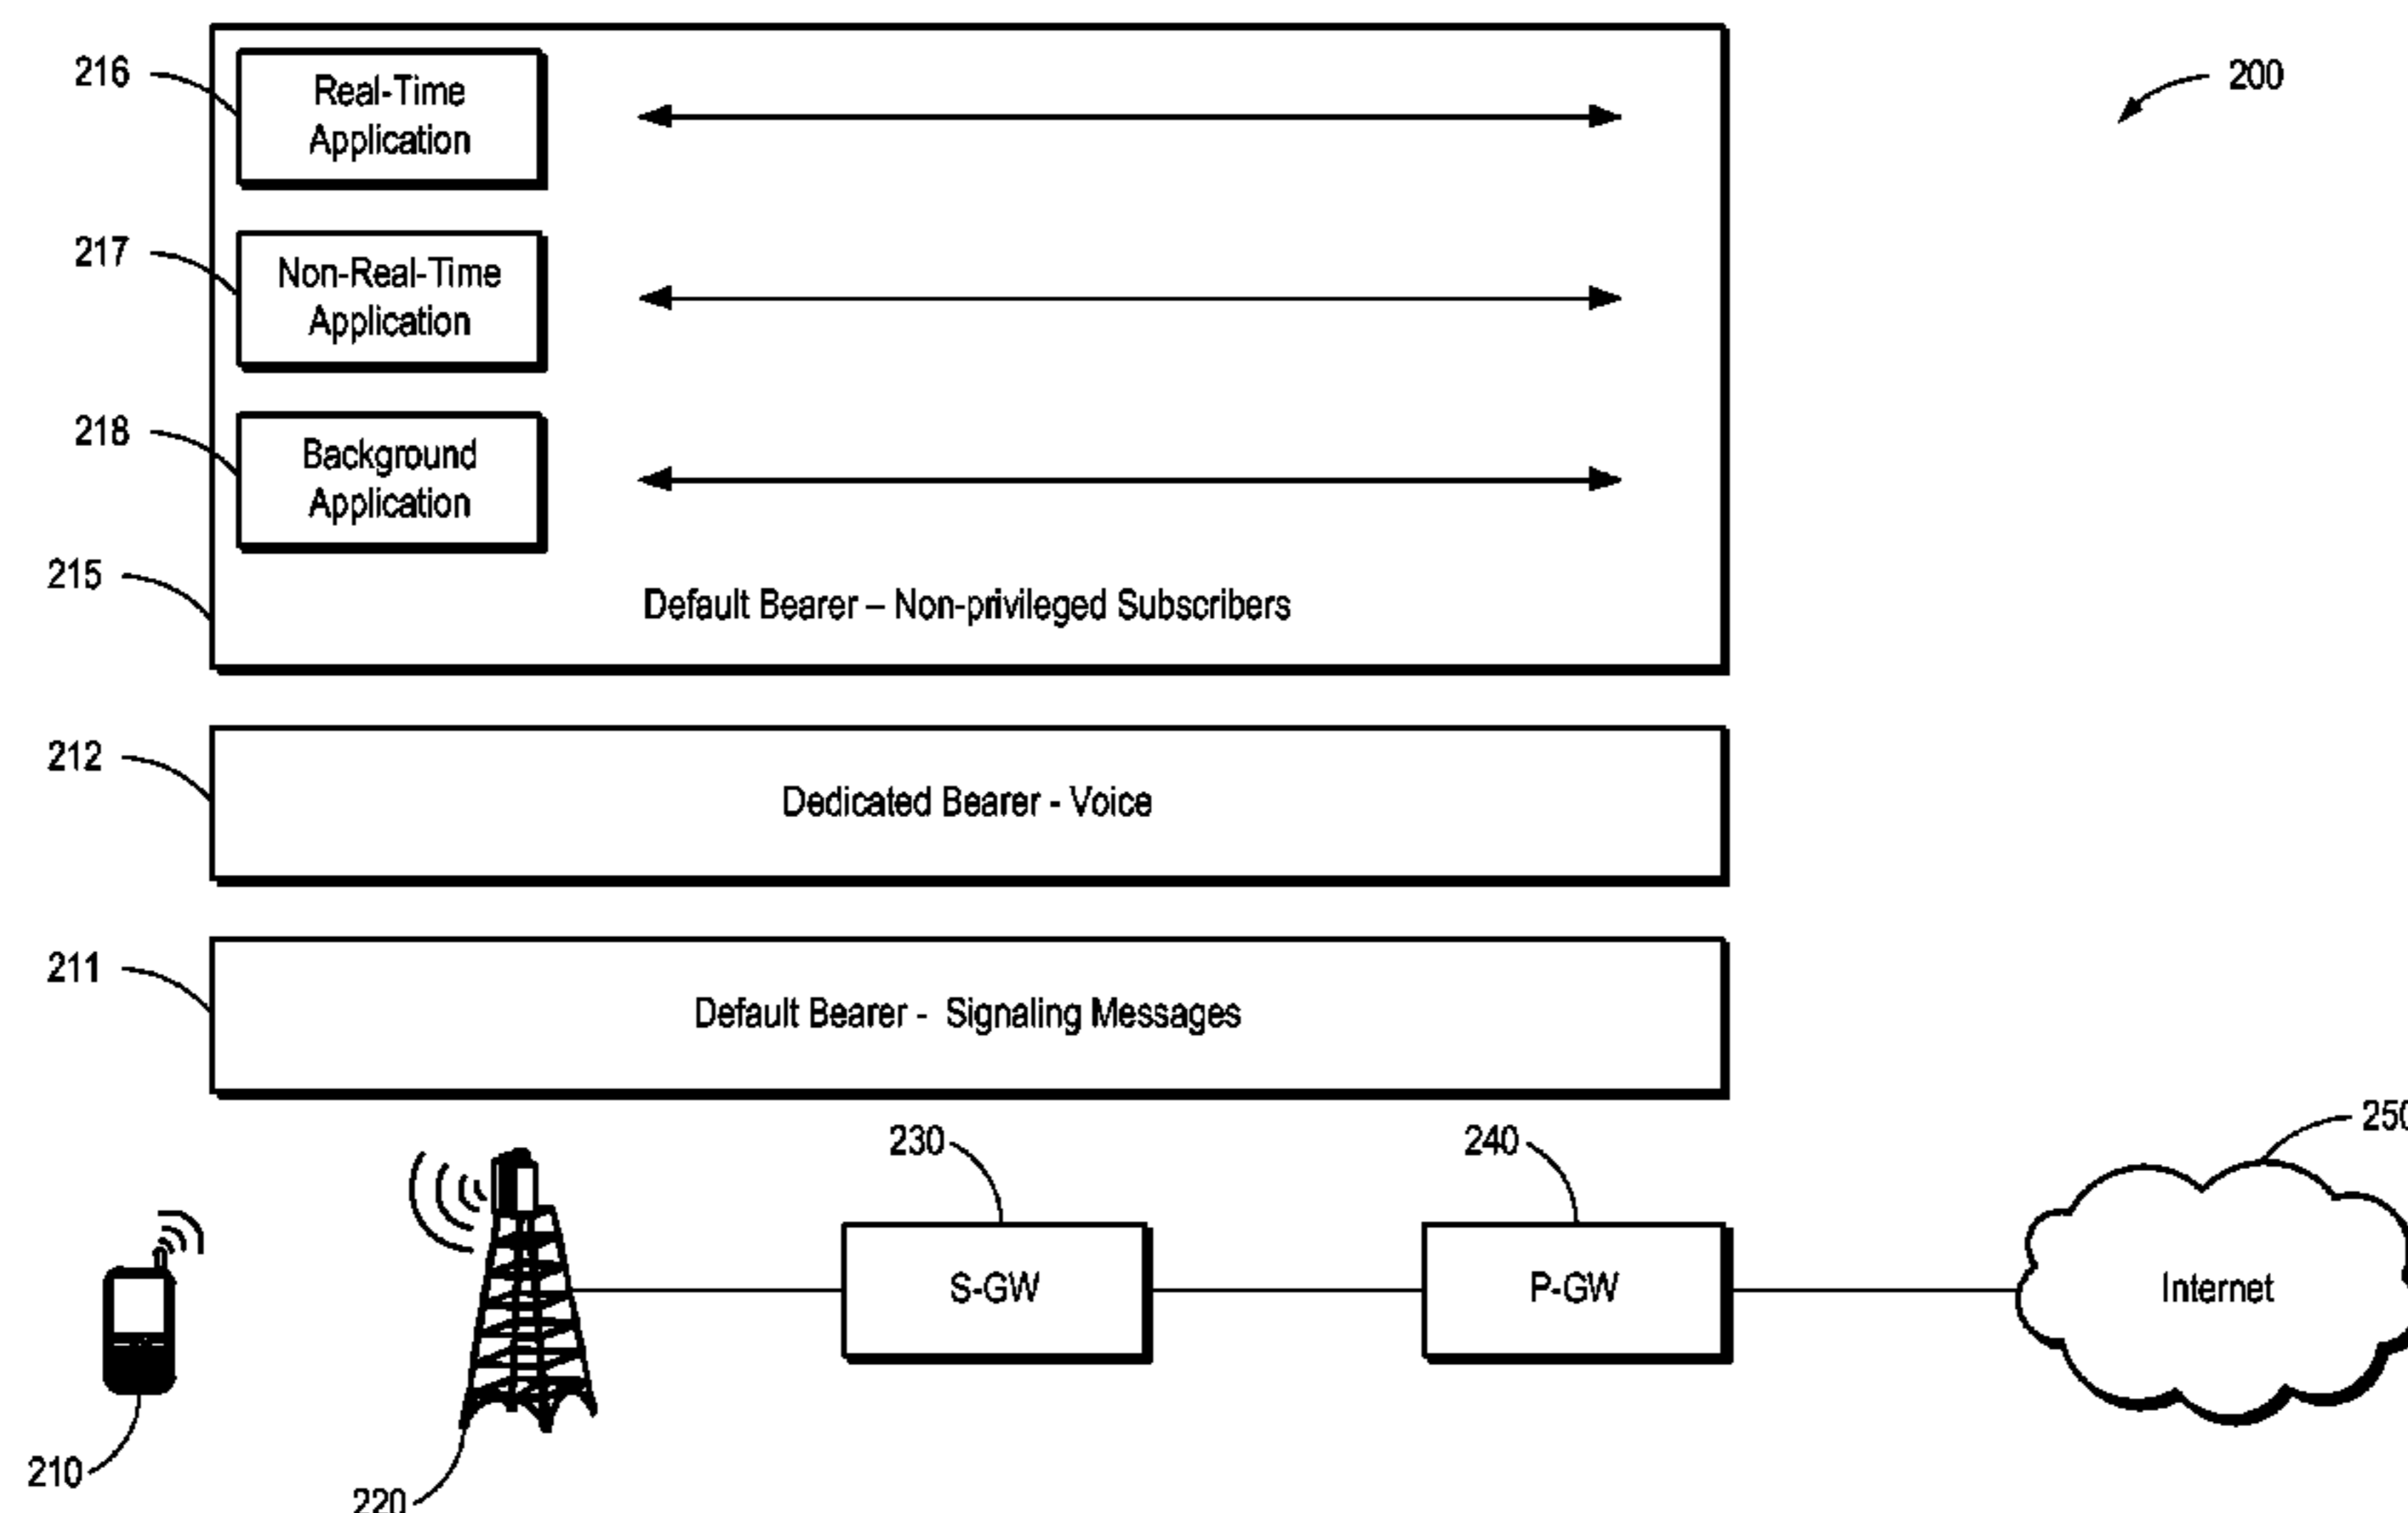 216
Real-Time
Application
200
217
Non-Real-Time
Application
218
Background
Application
215
Default Bearer – Non-privileged Subscribers
212
Dedicated Bearer - Voice
211
Default Bearer - Signaling Messages
230
240
250
S-GW
P-GW
Internet
210
220